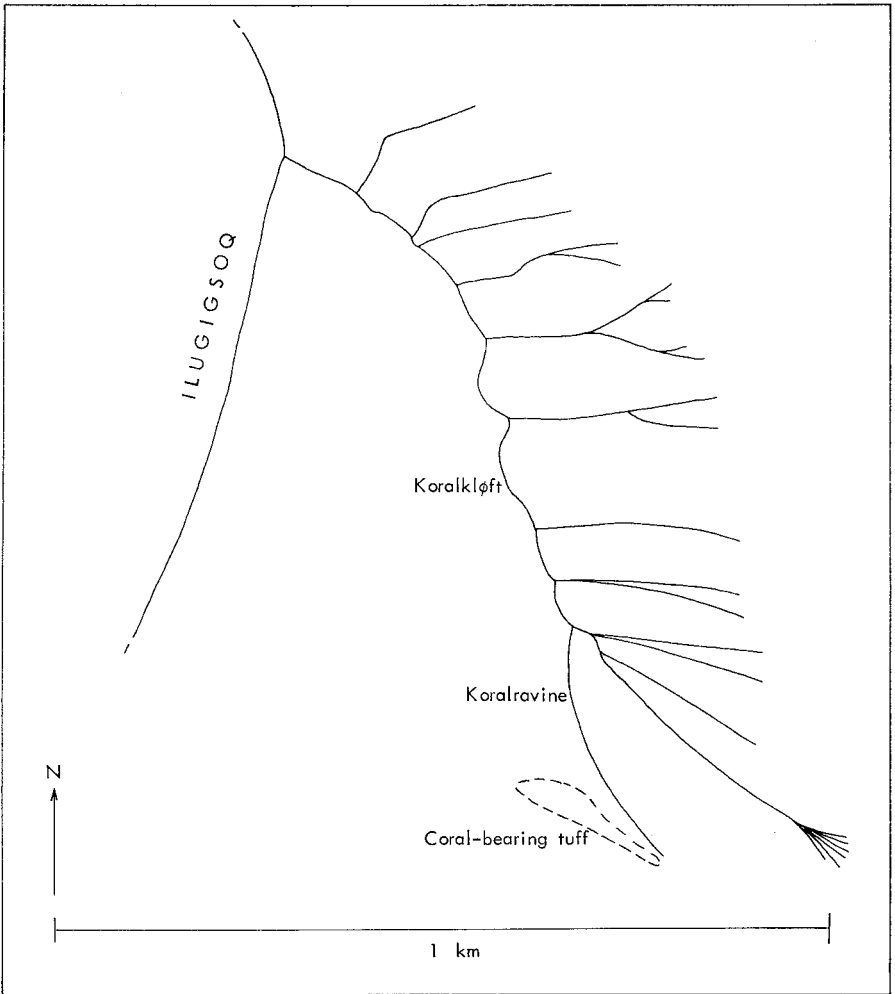 ILUGIGSOQ
Koralkløft
Koralravine
N
Coral-bearing tuff
1 km